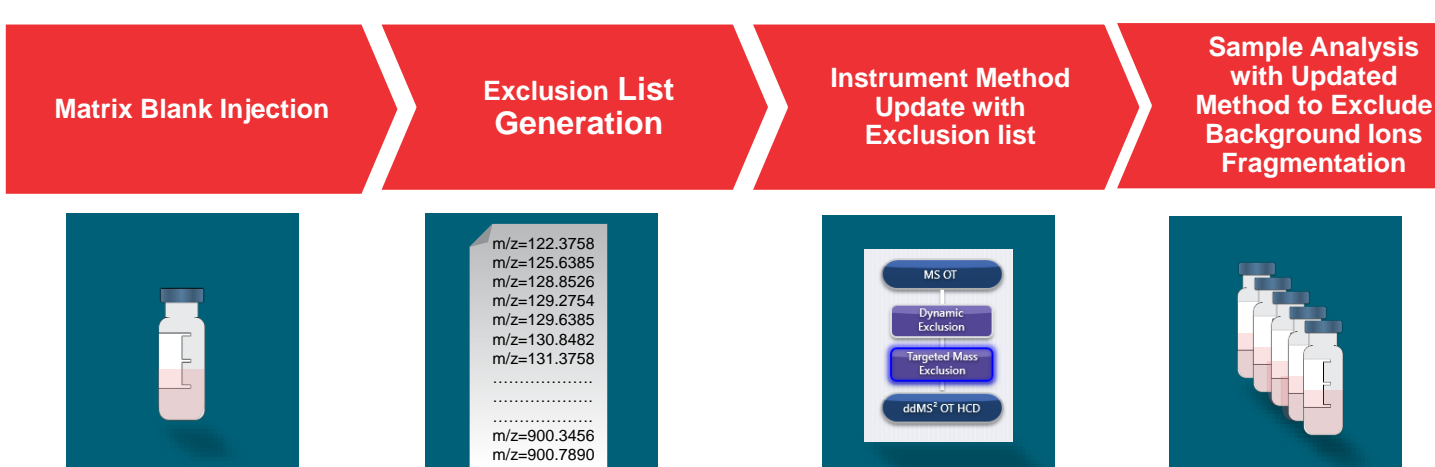 Matrix Blank Injection
Exclusion List
Generation
Instrument Method
Update with
Exclusion list
Sample Analysis
with Updated
Method to Exclude
Background Ions
Fragmentation
m/z=122.3758
m/z=125.6385
m/z=128.8526
m/z=129.2754
m/z=129.6385
m/z=130.8482
m/z=131.3758
...................
...................
...................
m/z=900.3456
m/z=900.7890
MS OT
Dynamic
Exclusion
Targeted Mass
Exclusion
ddMS² OT HCD